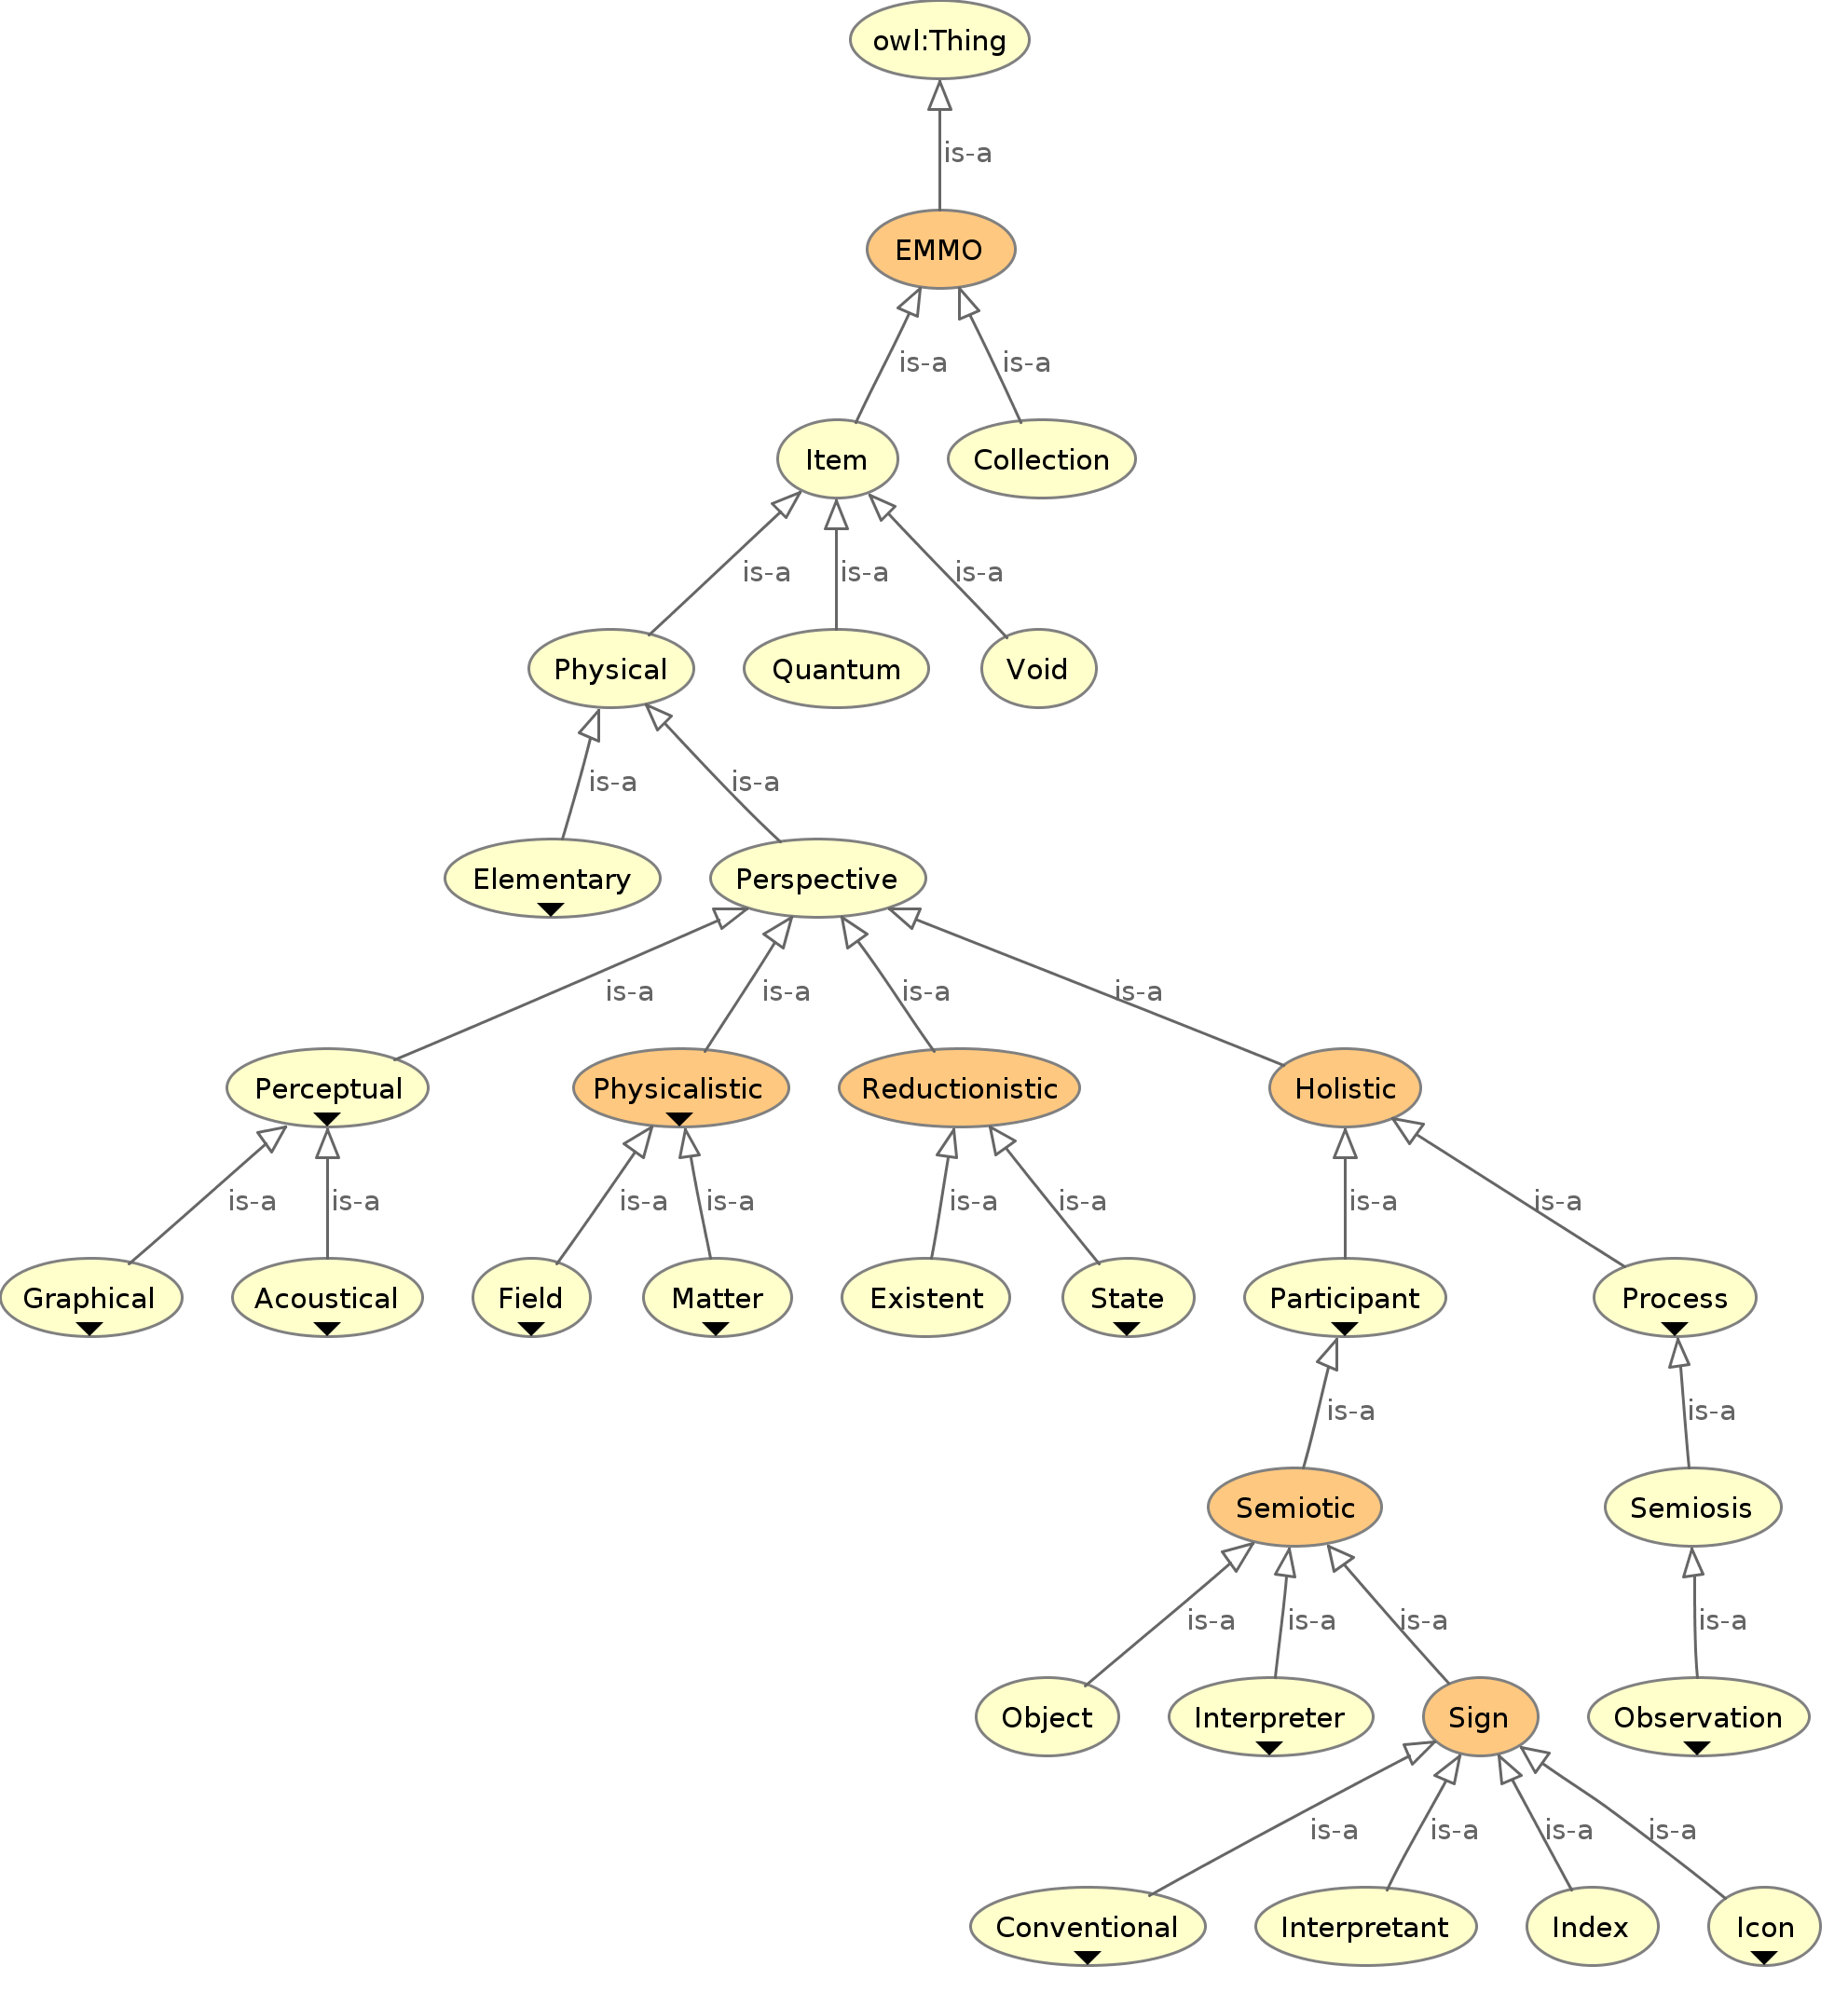 owl:Thing
is-a
EMMO
is-a
is-a
Item
Collection
is-a
is-a
is-a
Physical
Quantum
Void
is-a
is-a
Elementary
Perspective
is-a
is-a
is-a
is-a
Perceptual
Physicalistic
Reductionistic
Holistic
is-a
is-a
is-a
is-a
is-a
is-a
is-a
is-a
Graphical
Acoustical
Field
Matter
Existent
State
Participant
Process
is-a
is-a
Semiotic
Semiosis
is-a
is-a
is-a
is-a
Object
Interpreter
Sign
Observation
is-a
is-a
is-a
is-a
Conventional
Interpretant
Index
Icon